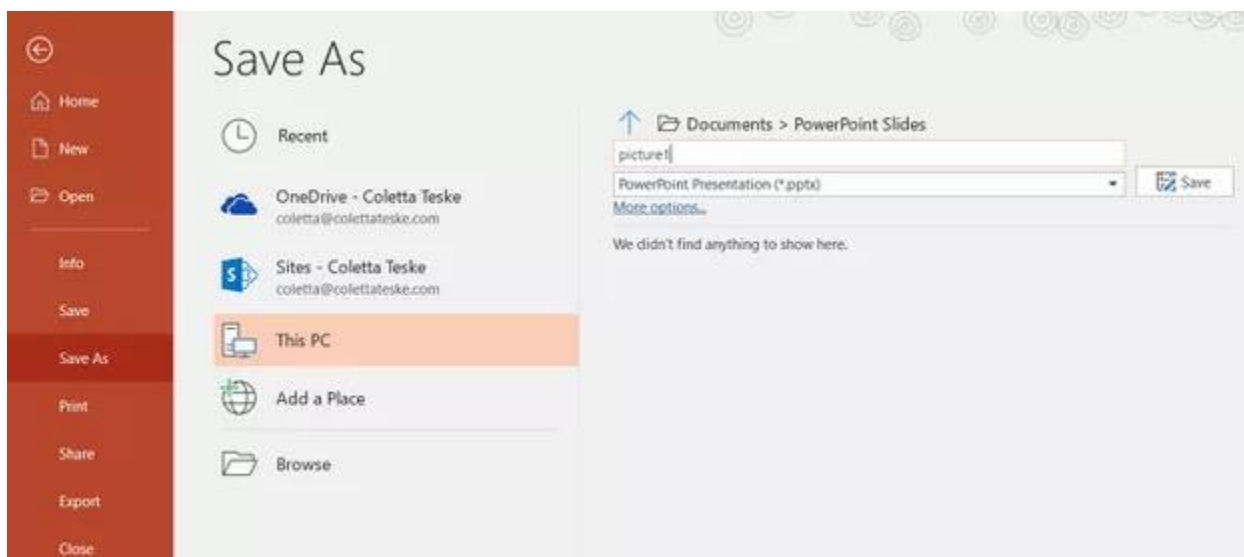 Save As
Home
New
Open
Info
Save
Save As
Print
Share
Export
Close
Recent
OneDrive - Coletta Teske
coletta@colettateske.com
Sites - Coletta Teske
coletta@colettateske.com
This PC
Add a Place
Browse
Documents > PowerPoint Slides
picture1
PowerPoint Presentation (*.pptx)
Save
More options...
We didn't find anything to show here.